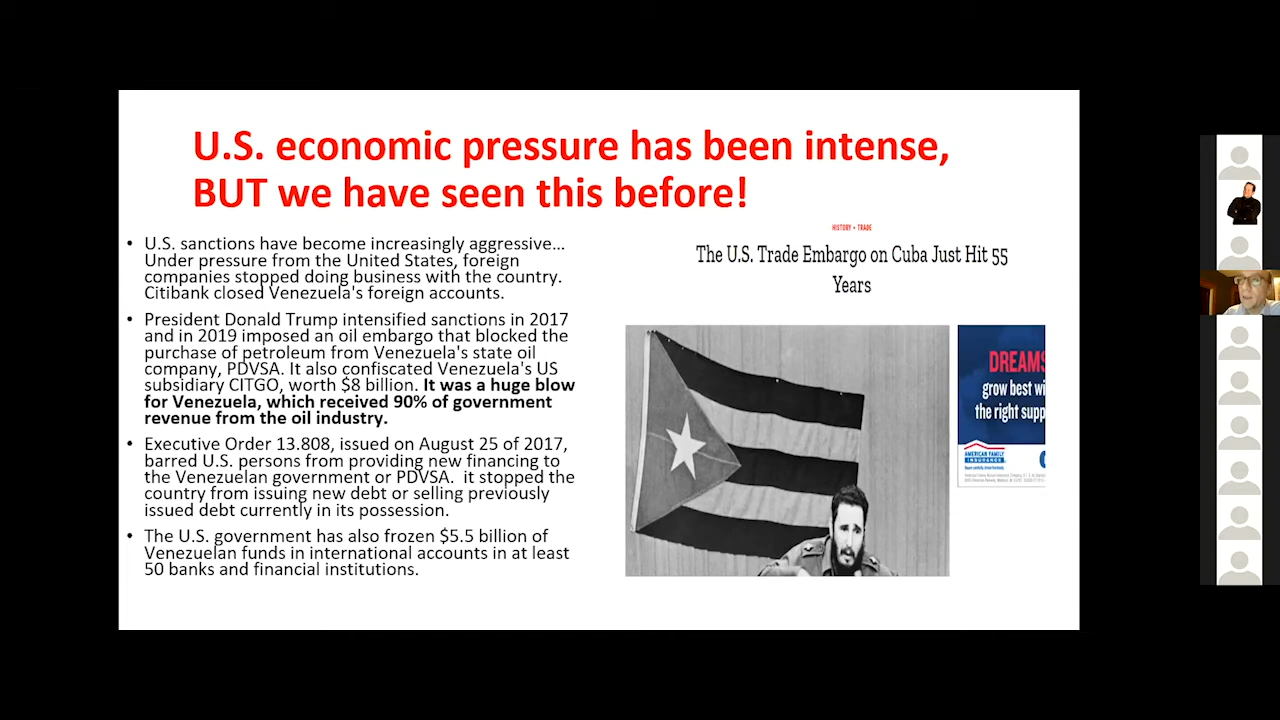 U.S. economic pressure has been intense,
BUT we have seen this before!
• U.S. sanctions have become increasingly aggressive...
Under pressure from the United States, foreign
companies stopped doing business with the country.
Citibank closed Venezuela's foreign accounts.
• President Donald Trump intensified sanctions in 2017
and in 2019 imposed an oil embargo that blocked the
purchase of petroleum from Venezuela's state oil
company, PDVSA. It also confiscated Venezuela's US
subsidiary CITGO, worth $8 billion. It was a huge blow
for Venezuela, which received 90% of government
revenue from the oil industry.
• Executive Order 13.808, issued on August 25 of 2017,
barred U.S. persons from providing new financing to
the Venezuelan government or PDVSA. it stopped the
country from issuing new debt or selling previously
issued debt currently in its possession.
• The U.S. government has also frozen $5.5 billion of
Venezuelan funds in international accounts in at least
50 banks and financial institutions.
HISTORY • TRADE
The U.S. Trade Embargo on Cuba Just Hit 55
Years
DREAMS
grow best wi
the right supp
AMERICAN FAMILY
INSURANCE